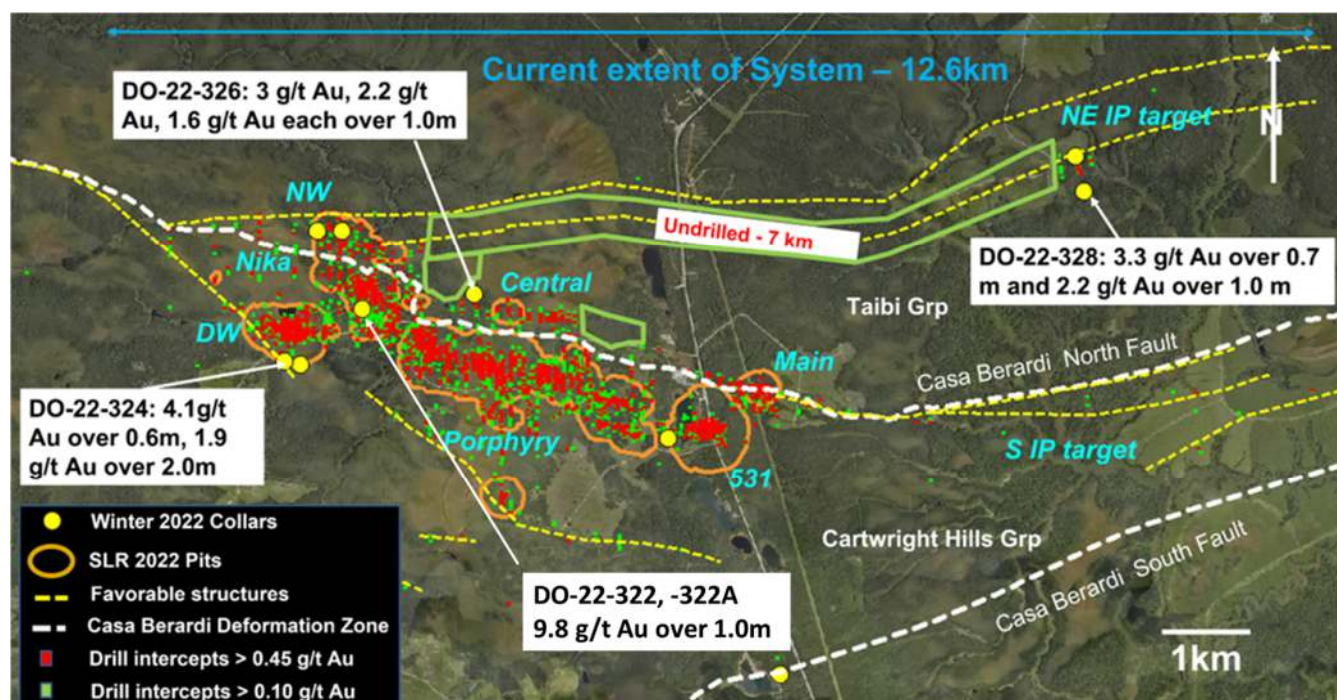 Current extent of System – 12.6km
DO-22-326: 3 g/t Au, 2.2 g/t
Au, 1.6 g/t Au each over 1.0m
NE IP target
N
NW
Undrilled - 7 km
DO-22-328: 3.3 g/t Au over 0.7
m and 2.2 g/t Au over 1.0 m
Nika
Central
Taibi Grp
DW
Casa Berardi North Fault
Main
DO-22-324: 4.1g/t
Au over 0.6m, 1.9
g/t Au over 2.0m
Porphyry
S IP target
531
Winter 2022 Collars
SLR 2022 Pits
Favorable structures
Casa Berardi Deformation Zone
Drill intercepts > 0.45 g/t Au
Drill intercepts > 0.10 g/t Au
Cartwright Hills Grp
Casa Berardi South Fault
DO-22-322, -322A
9.8 g/t Au over 1.0m
1km